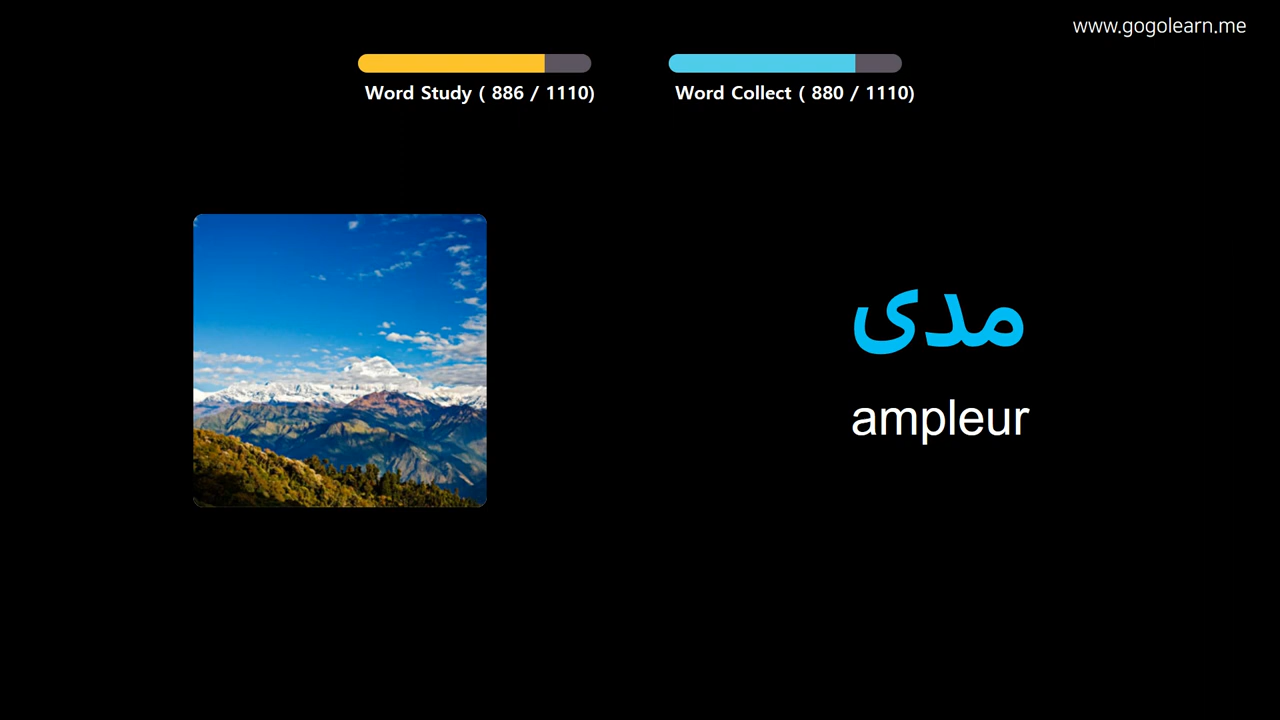 www.gogolearn.me
Word Study ( 886 / 1110)
Word Collect ( 880 / 1110)
مدى
ampleur